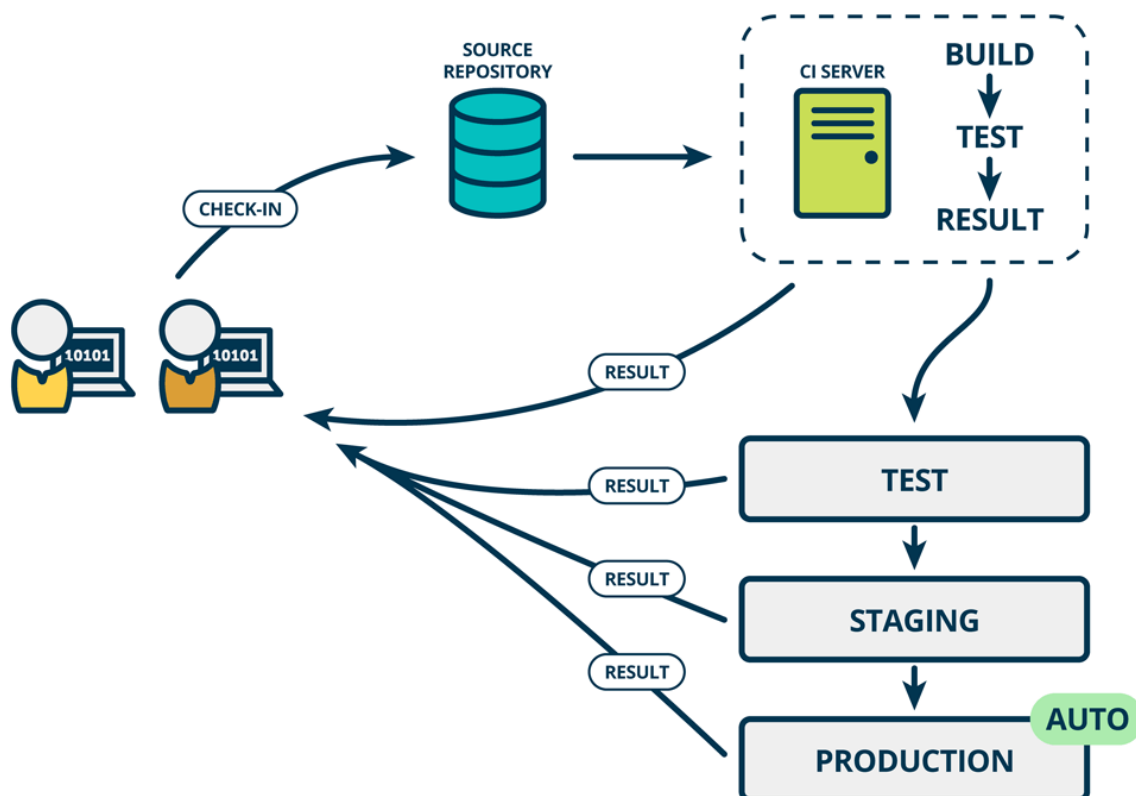 SOURCE
REPOSITORY
CI SERVER
BUILD
TEST
RESULT
CHECK-IN
10101
10101
RESULT
RESULT
TEST
RESULT
STAGING
RESULT
AUTO
PRODUCTION